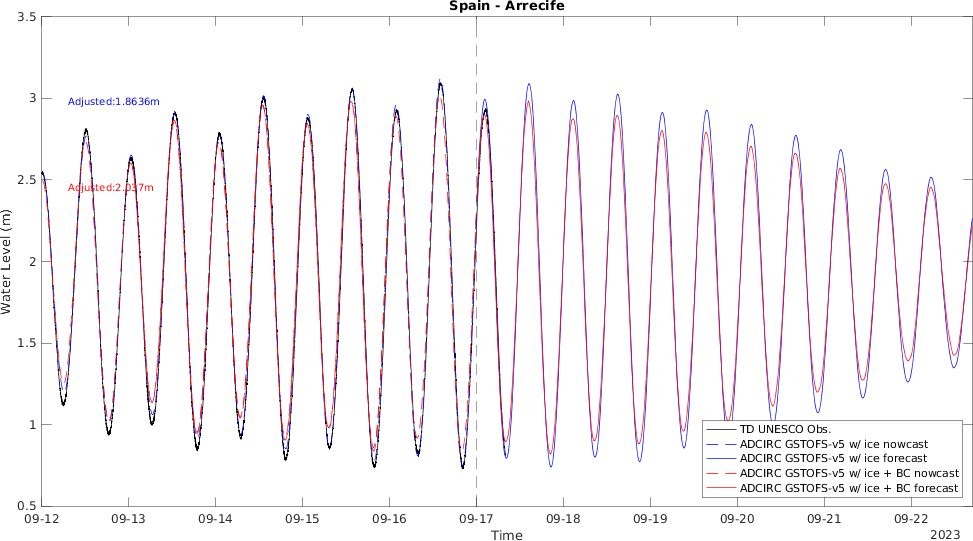 Spain - Arrecife
3.5
3
2.5
2
1.5
1
0.5
Water Level (m)
Adjusted:1.8636m
Adjusted:2.037m
TD UNESCO Obs.
ADCIRC GSTOFS-v5 w/ ice nowcast
ADCIRC GSTOFS-v5 w/ ice forecast
ADCIRC GSTOFS-v5 w/ ice + BC nowcast
ADCIRC GSTOFS-v5 w/ ice + BC forecast
09-12 09-13 09-14 09-15 09-16 09-17 09-18 09-19 09-20 09-21 09-22
Time
2023